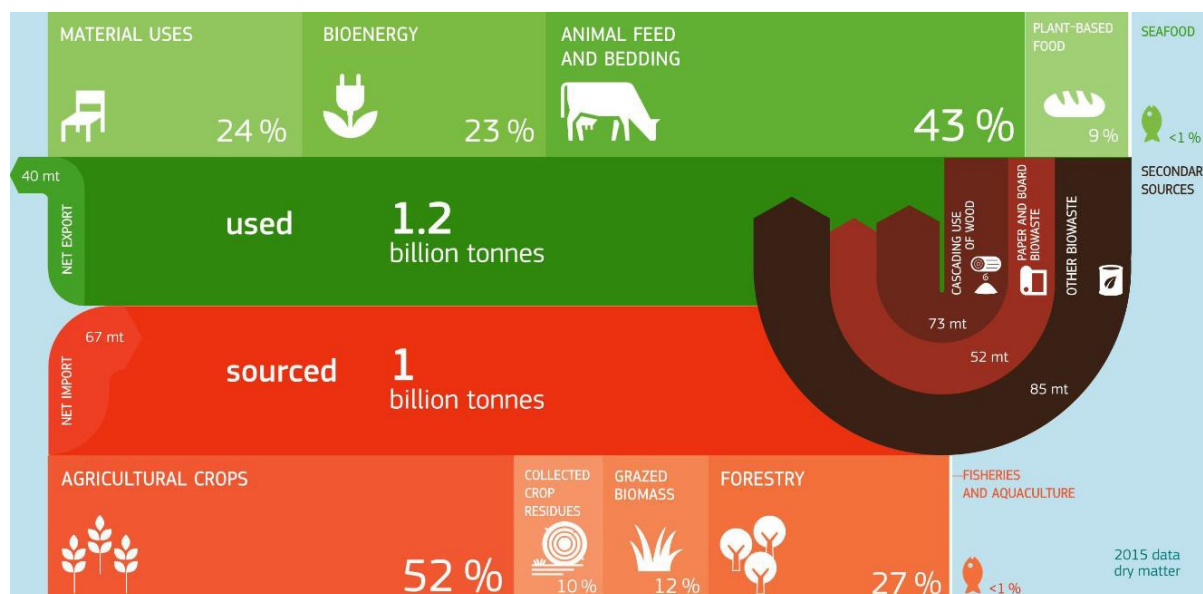 MATERIAL USES
24 %
BIOENERGY
23 %
ANIMAL FEED
AND BEDDING
43 %
PLANT-BASED
FOOD
9 %
SEAFOOD
<1 %
40 mt
NET EXPORT
used
1.2
billion tonnes
CASCADING USE
OF WOOD
PAPER AND BOARD
BIOWASTE
OTHER BIOWASTE
SECONDAR
SOURCES
73 mt
52 mt
85 mt
67 mt
NET IMPORT
sourced
1
billion tonnes
AGRICULTURAL CROPS
52 %
COLLECTED
CROP
RESIDUES
10 %
GRAZED
BIOMASS
12 %
FORESTRY
27 %
FISHERIES
AND AQUACULTURE
<1 %
2015 data
dry matter